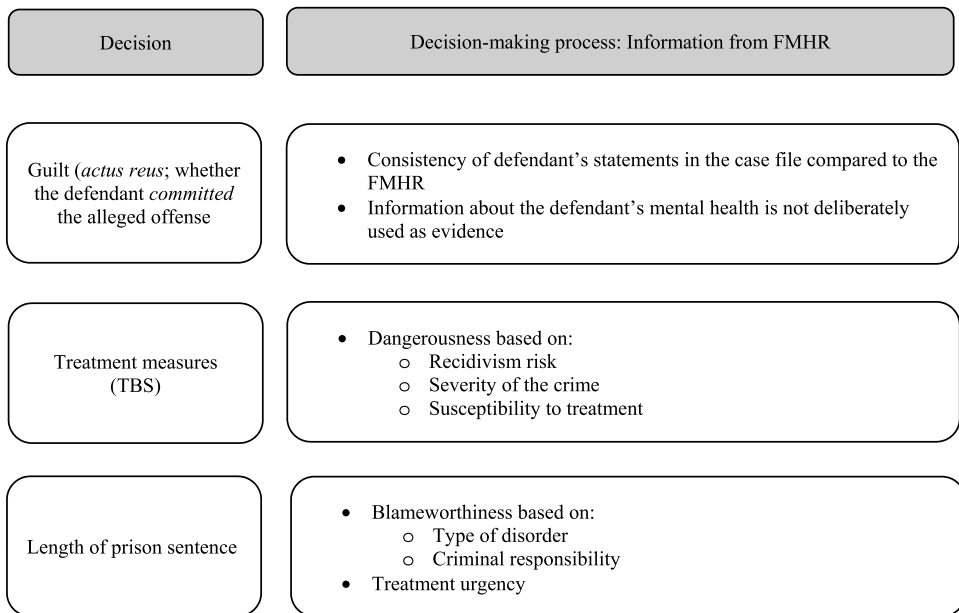 Decision
Decision-making process: Information from FMHR
Guilt (actus reus; whether
the defendant committed
the alleged offense
• Consistency of defendant’s statements in the case file compared to the
FMHR
• Information about the defendant’s mental health is not deliberately
used as evidence
Treatment measures
(TBS)
• Dangerousness based on:
o Recidivism risk
o Severity of the crime
o Susceptibility to treatment
Length of prison sentence
• Blameworthiness based on:
o Type of disorder
o Criminal responsibility
• Treatment urgency